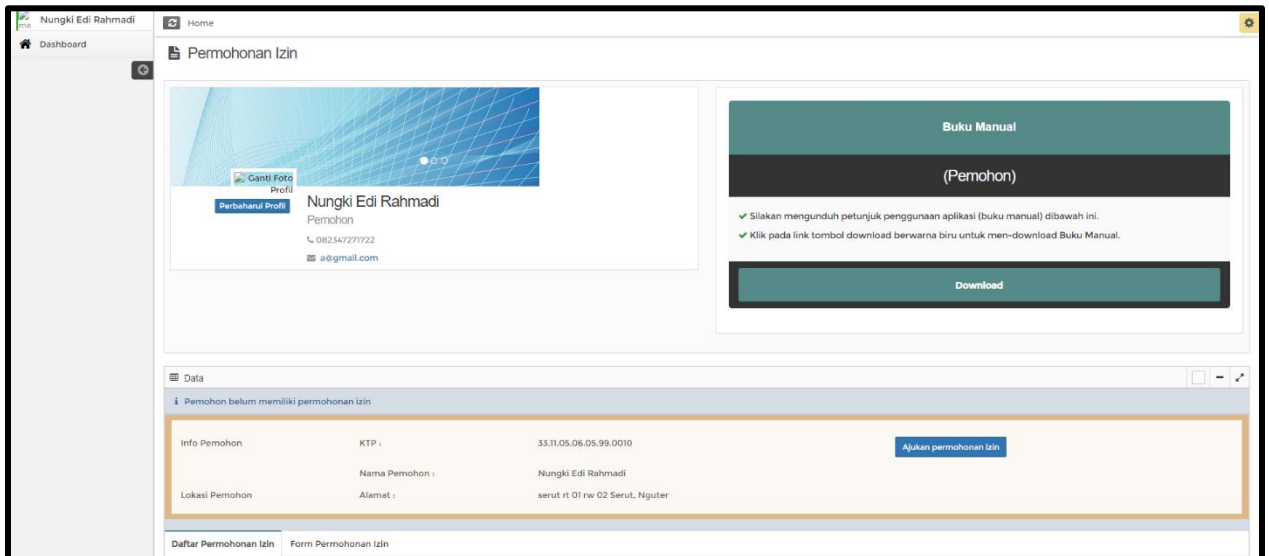 me Nungki Edi Rahmadi
Home
Dashboard
Permohonan Izin
Ganti Foto
Profil
Perbaharui Profil
Nungki Edi Rahmadi
Pemohon
082347271722
a@gmail.com
Buku Manual
(Pemohon)
Silakan mengunduh petunjuk penggunaan aplikasi (buku manual) dibawah ini.
Klik pada link tombol download berwarna biru untuk men-download Buku Manual.
Download
Data
i Pemohon belum memiliki permohonan izin
Info Pemohon KTP : 33.11.05.06.05.99.0010 Ajukan permohonan izin
Nama Pemohon : Nungki Edi Rahmadi
Lokasi Pemohon Alamat : serut rt 01 rw 02 Serut, Nguter
Daftar Permohonan Izin Form Permohonan Izin